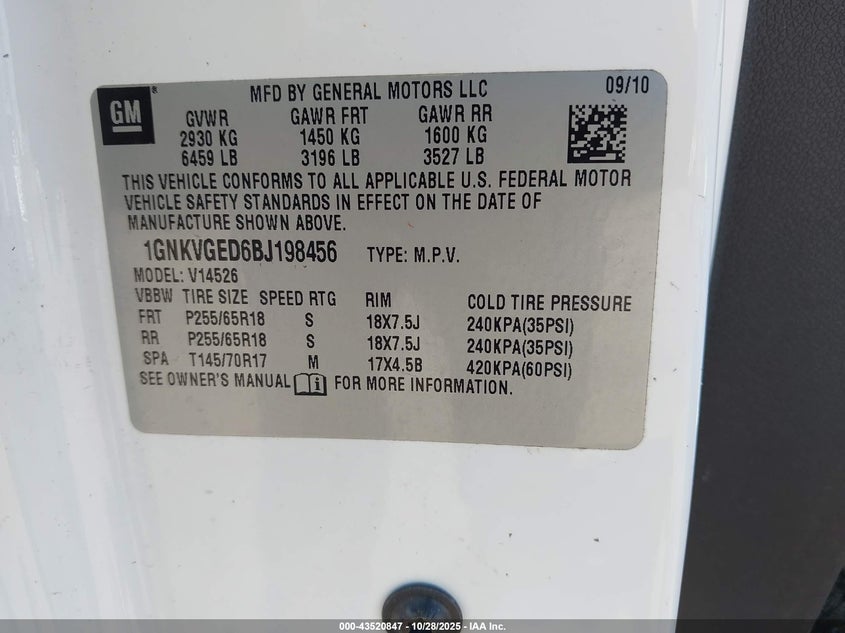 GM ® MFD BY GENERAL MOTORS LLC 09/10
GVWR GAWR FRT GAWR RR
2930 KG 1450 KG 1600 KG
6459 LB 3196 LB 3527 LB
THIS VEHICLE CONFORMS TO ALL APPLICABLE U.S. FEDERAL MOTOR
VEHICLE SAFETY STANDARDS IN EFFECT ON THE DATE OF
MANUFACTURE SHOWN ABOVE.
1GNKVGED6BJ198456 TYPE: M.P.V.
MODEL: V14526
VBBW TIRE SIZE SPEED RTG RIM COLD TIRE PRESSURE
FRT P255/65R18 S 18X7.5J 240KPA(35PSI)
RR P255/65R18 S 18X7.5J 240KPA(35PSI)
SPA T145/70R17 M 17X4.5B 420KPA(60PSI)
SEE OWNER'S MANUAL i FOR MORE INFORMATION.
000-43520847 - 10/28/2025 - IAA Inc.